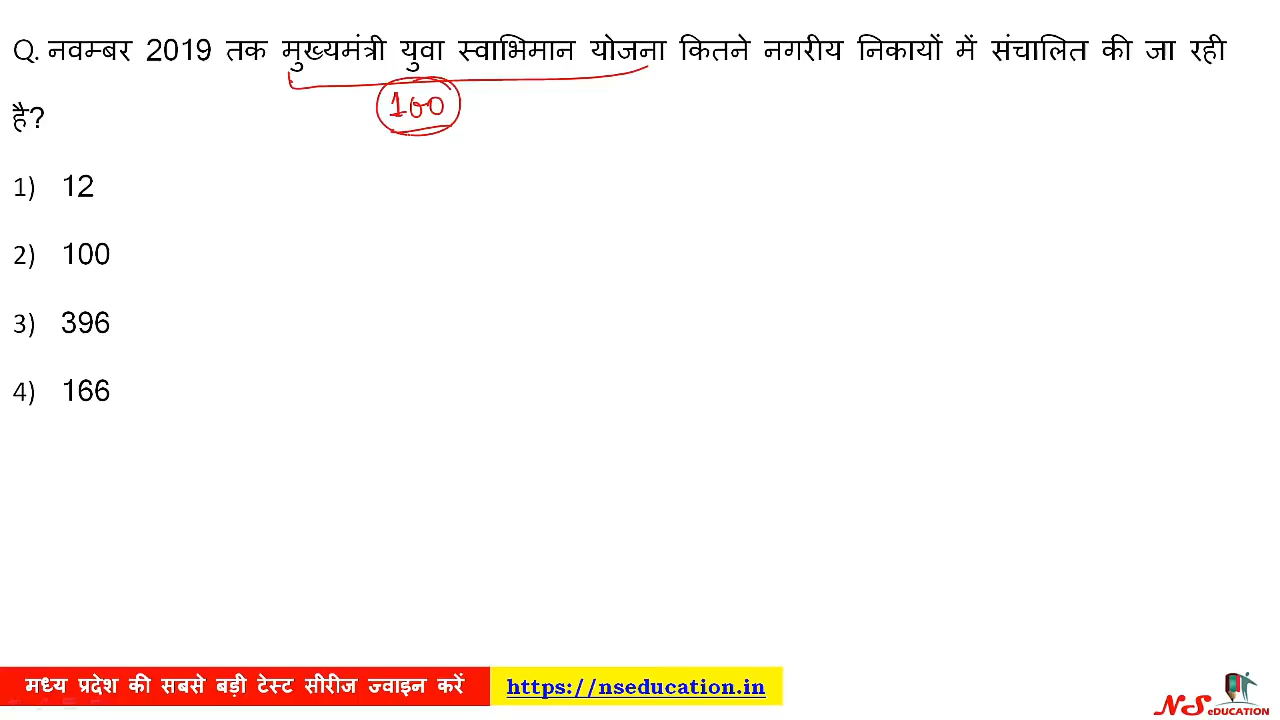 Q. नवम्बर 2019 तक मुख्यमंत्री युवा स्वाभिमान योजना कितने नगरीय निकायों में संचालित की जा रही
100
है?
1) 12
2) 100
3) 396
4) 166
मध्य प्रदेश की सबसे बड़ी टेस्ट सीरीज ज्वाइन करें https://nseducation.in
NS eDUCATION